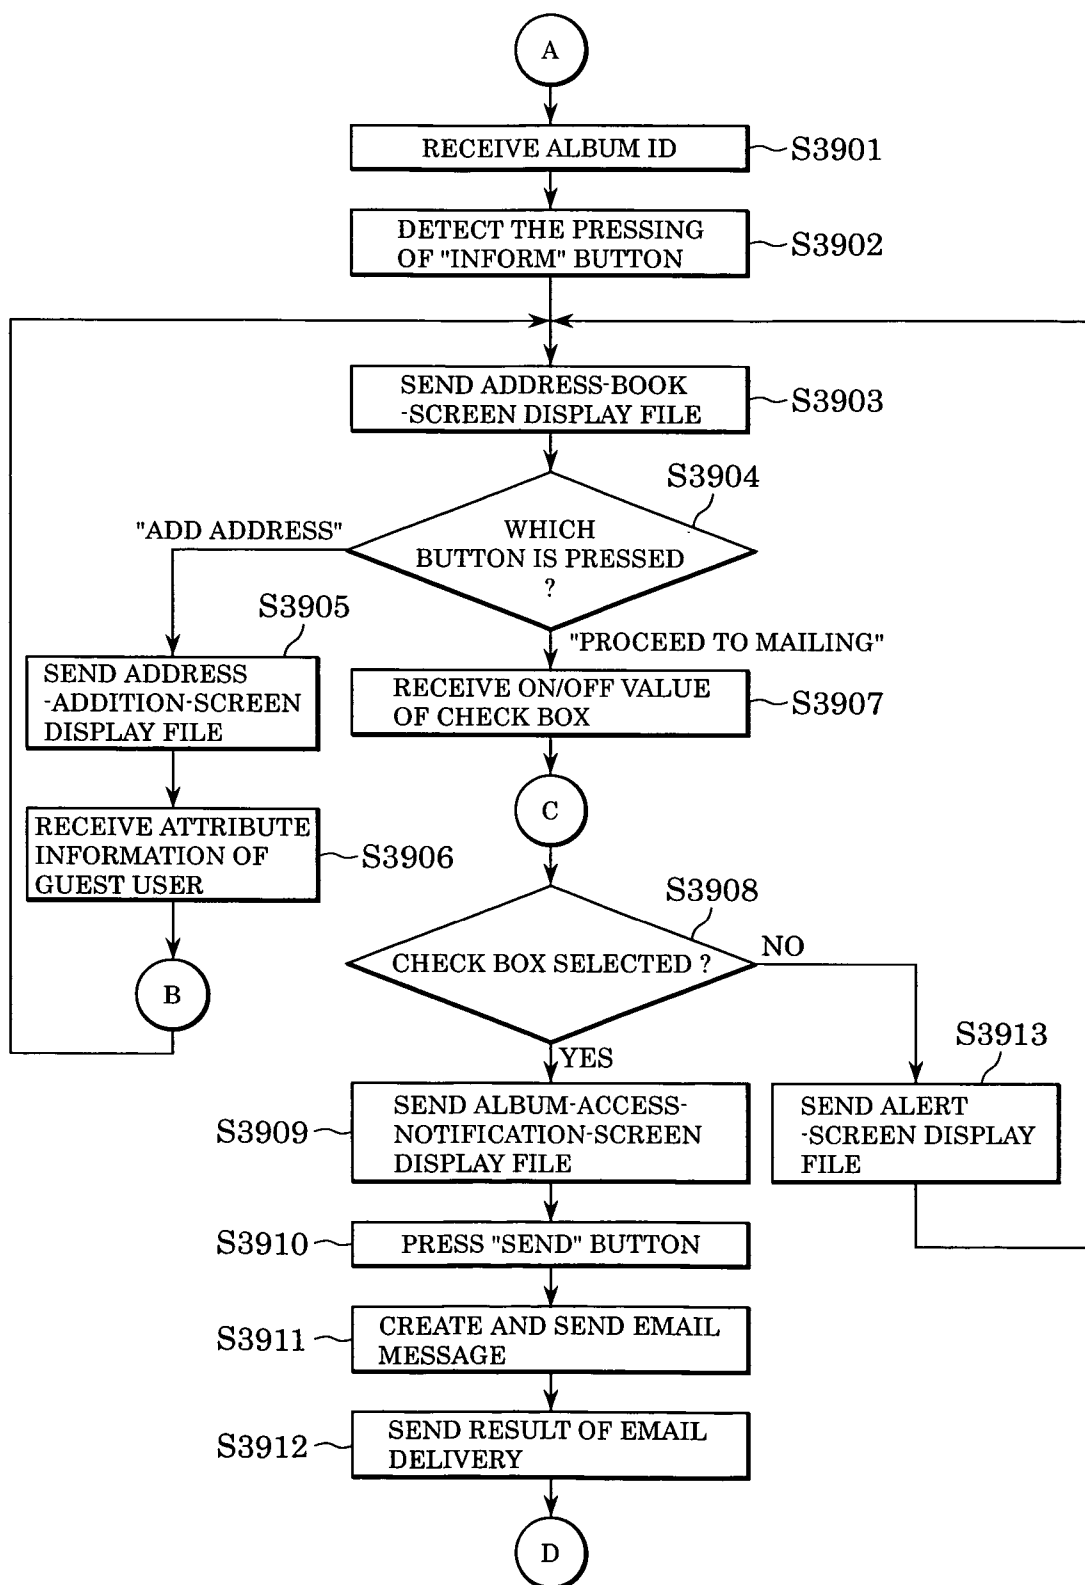 A
RECEIVE ALBUM ID
S3901
DETECT THE PRESSING
OF "INFORM" BUTTON
S3902
SEND ADDRESS-BOOK
-SCREEN DISPLAY FILE
S3903
S3904
WHICH
BUTTON IS PRESSED
?
"ADD ADDRESS"
"PROCEED TO MAILING"
S3905
SEND ADDRESS
-ADDITION-SCREEN
DISPLAY FILE
RECEIVE ON/OFF VALUE
OF CHECK BOX
S3907
RECEIVE ATTRIBUTE
INFORMATION OF
GUEST USER
S3906
C
B
S3908
CHECK BOX SELECTED ?
NO
YES
S3913
SEND ALERT
-SCREEN DISPLAY
FILE
S3909
SEND ALBUM-ACCESS-
NOTIFICATION-SCREEN
DISPLAY FILE
S3910
PRESS "SEND" BUTTON
S3911
CREATE AND SEND EMAIL
MESSAGE
S3912
SEND RESULT OF EMAIL
DELIVERY
D